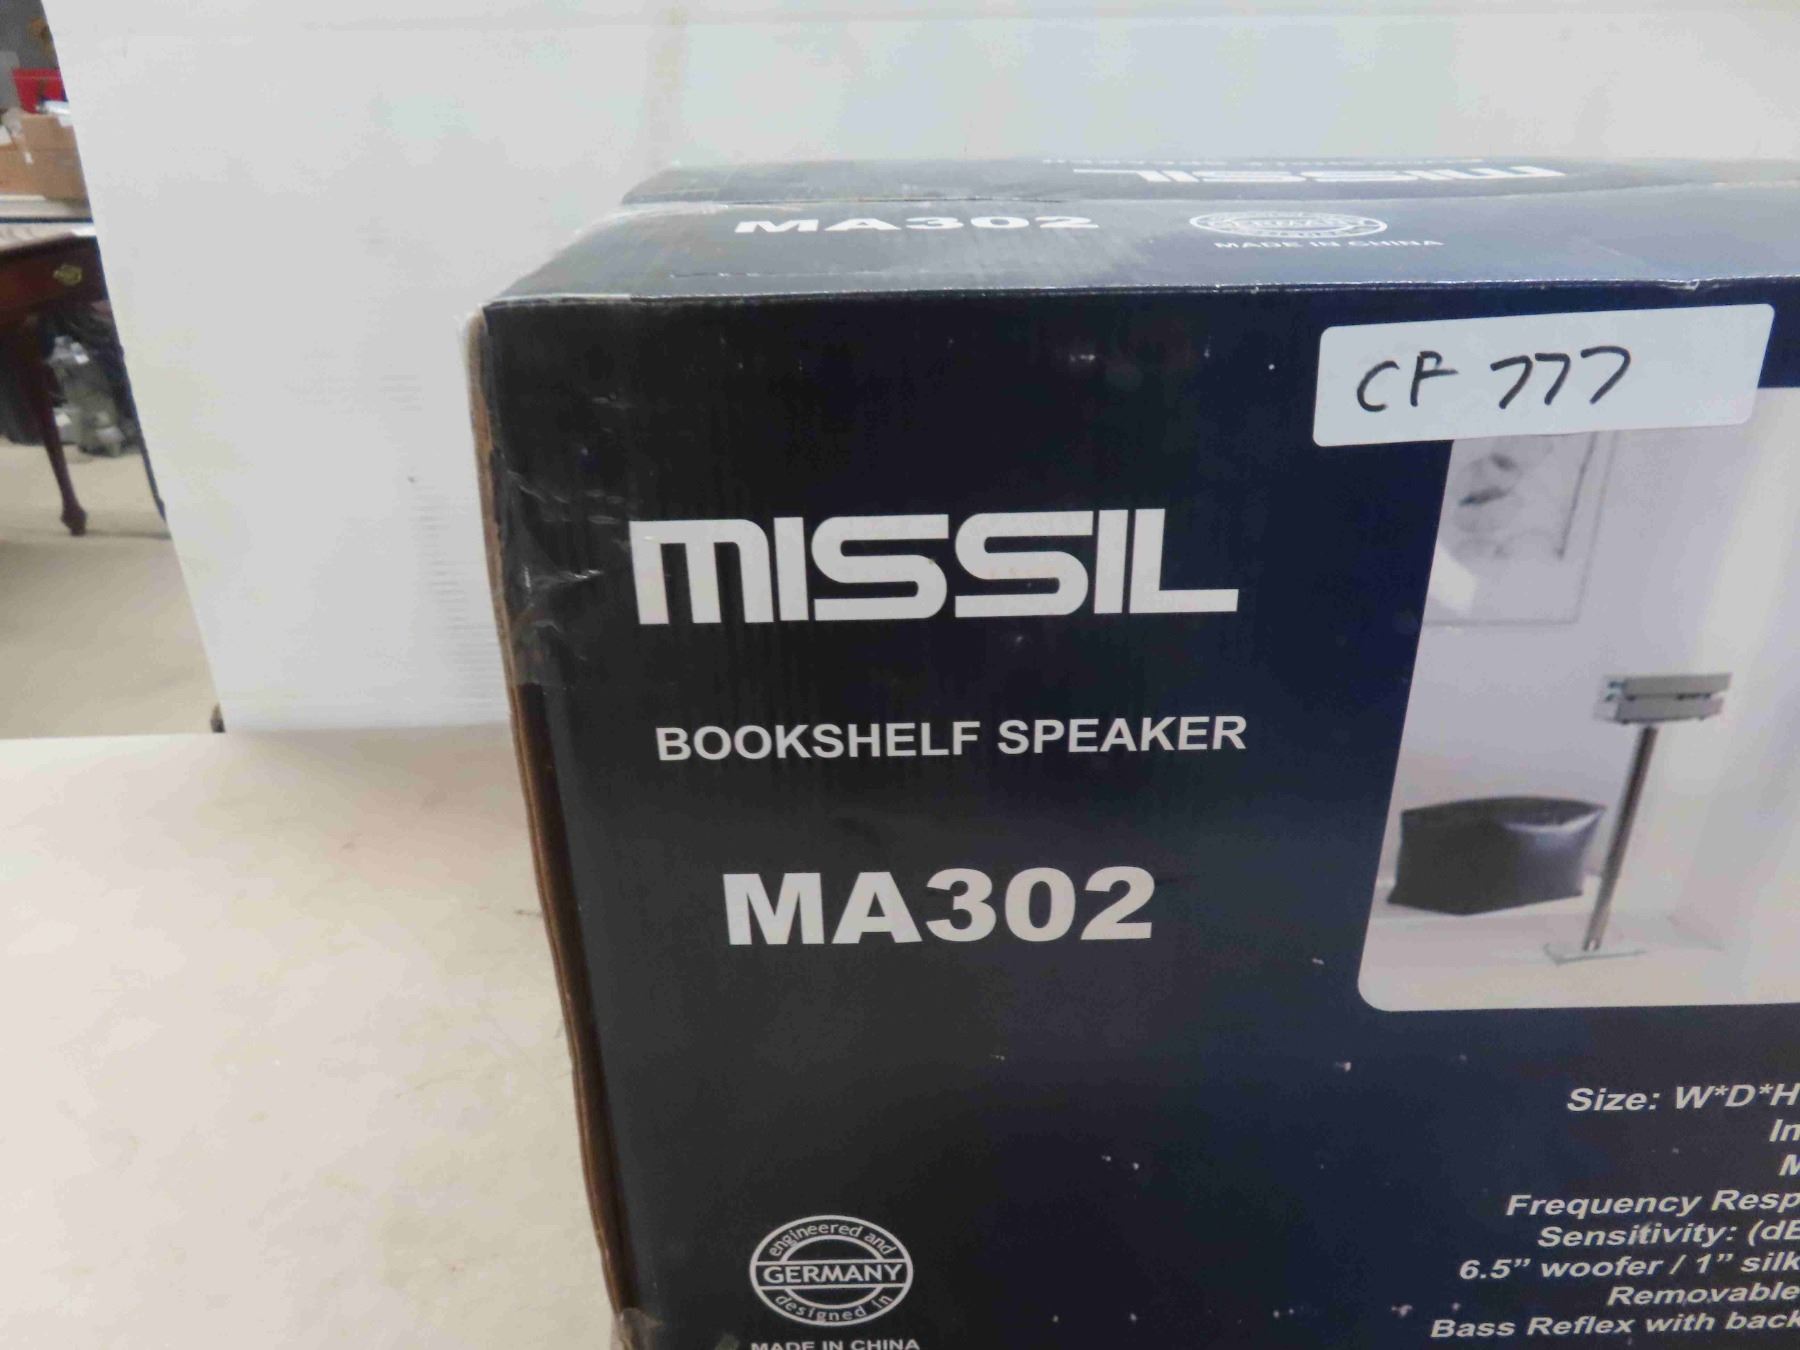 MISSIL
MA302
MADE IN CHINA
CF 777
MISSIL
BOOKSHELF SPEAKER
MA302
Size: W*D*H
Frequency Resp
Sensitivity: (dB
6.5” woofer / 1” silk
Removable
Bass Reflex with back
engineered and
GERMANY
designed in
MADE IN CHINA